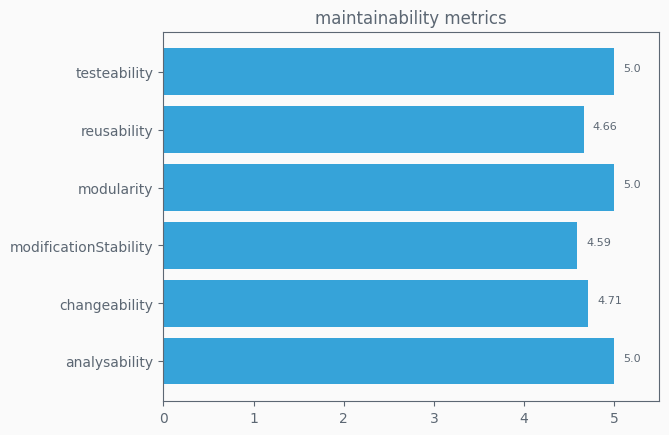 maintainability metrics
testeability
5.0
reusability
4.66
modularity
5.0
modificationStability
4.59
changeability
4.71
analysability
5.0
0 1 2 3 4 5